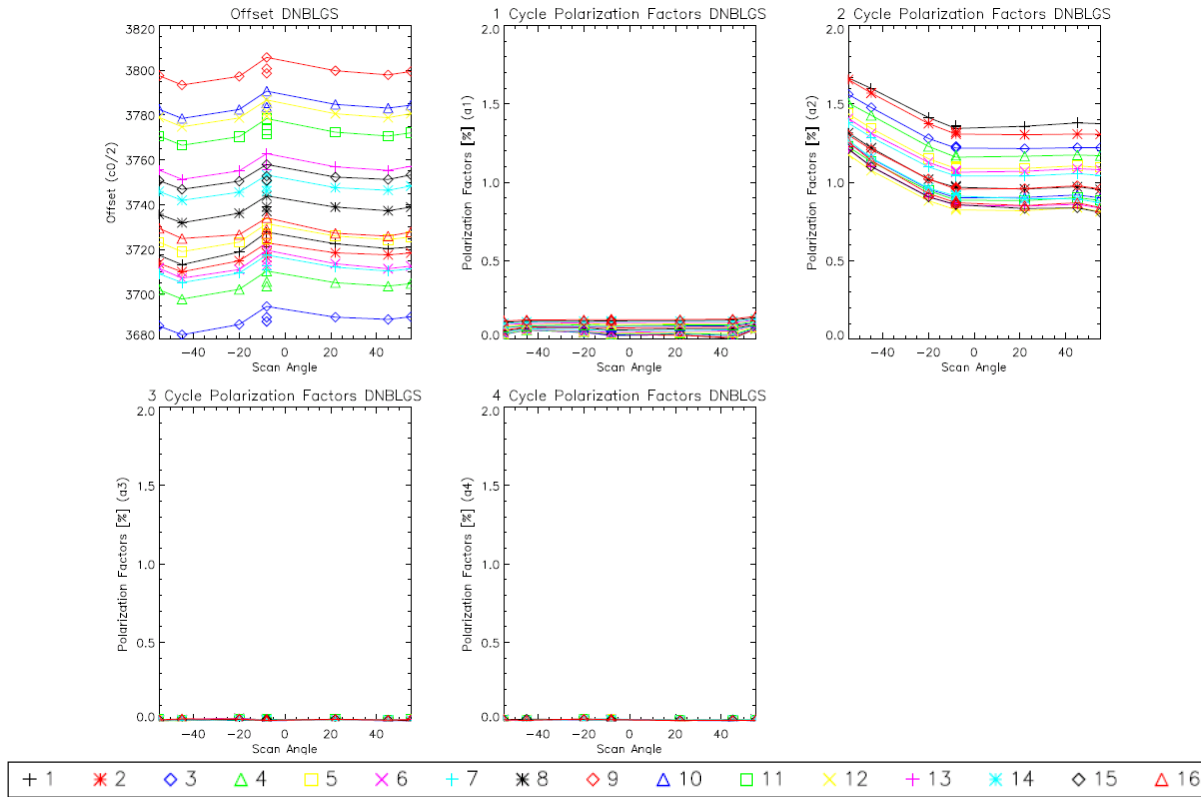 Offset DNBLGS
1 Cycle Polarization Factors DNBLGS
2 Cycle Polarization Factors DNBLGS
3820
3800
3780
3760
3740
3720
3700
3680
Offset (c0/2)
−40 −20 0 20 40
Scan Angle
2.0
1.5
1.0
0.5
0.0
Polarization Factors [%] (a1)
−40 −20 0 20 40
Scan Angle
2.0
1.5
1.0
0.5
0.0
Polarization Factors [%] (a2)
−40 −20 0 20 40
Scan Angle
3 Cycle Polarization Factors DNBLGS
4 Cycle Polarization Factors DNBLGS
2.0
1.5
1.0
0.5
0.0
Polarization Factors [%] (a3)
−40 −20 0 20 40
Scan Angle
2.0
1.5
1.0
0.5
0.0
Polarization Factors [%] (a4)
−40 −20 0 20 40
Scan Angle
1 2 3 4 5 6 7 8 9 10 11 12 13 14 15 16